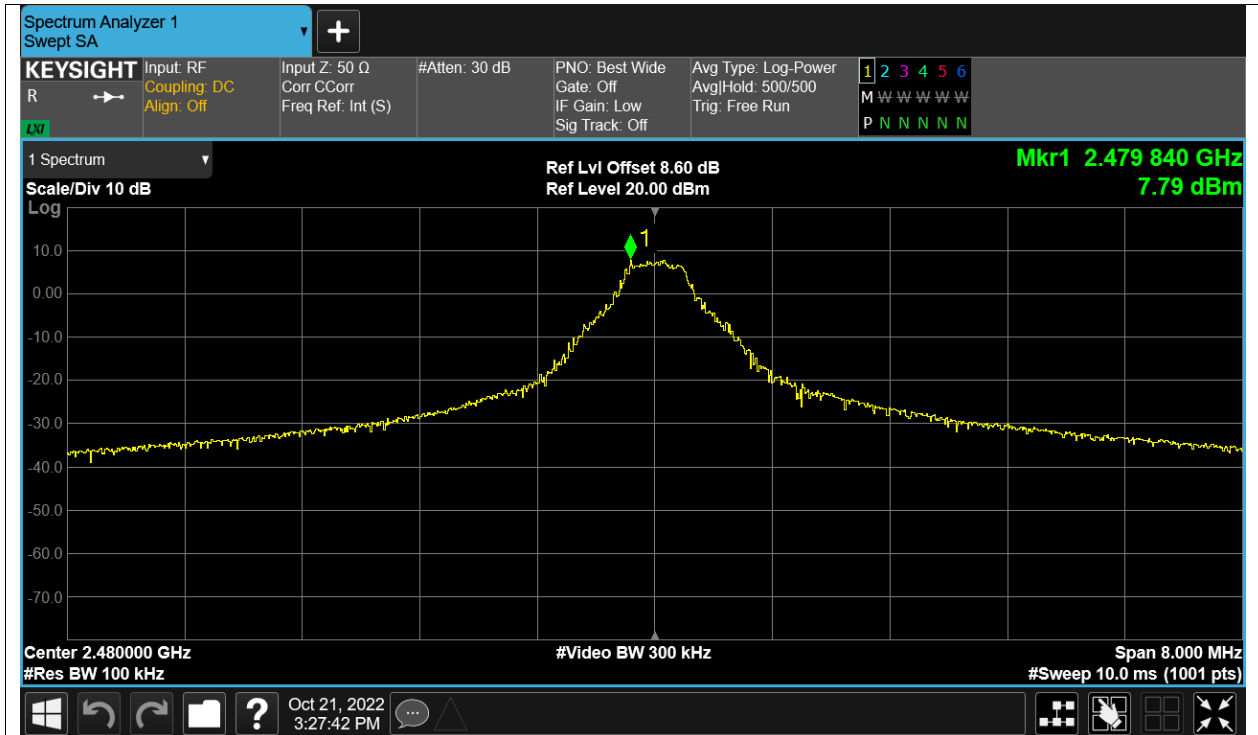 Spectrum Analyzer 1
Swept SA
+
KEYSIGHT
R
LXI
Input: RF
Coupling: DC
Align: Off
Input Z: 50 Ω
Corr CCorr
Freq Ref: Int (S)
#Atten: 30 dB
PNO: Best Wide
Gate: Off
IF Gain: Low
Sig Track: Off
Avg Type: Log-Power
Avg|Hold: 500/500
Trig: Free Run
1 2 3 4 5 6
M W W W W W W
P N N N N N N
1 Spectrum
Scale/Div 10 dB
Log
Ref Lvl Offset 8.60 dB
Ref Level 20.00 dBm
Mkr1 2.479 840 GHz
7.79 dBm
1
10.0
0.00
-10.0
-20.0
-30.0
-40.0
-50.0
-60.0
-70.0
Center 2.480000 GHz
#Res BW 100 kHz
#Video BW 300 kHz
Span 8.000 MHz
#Sweep 10.0 ms (1001 pts)
?
Oct 21, 2022
3:27:42 PM